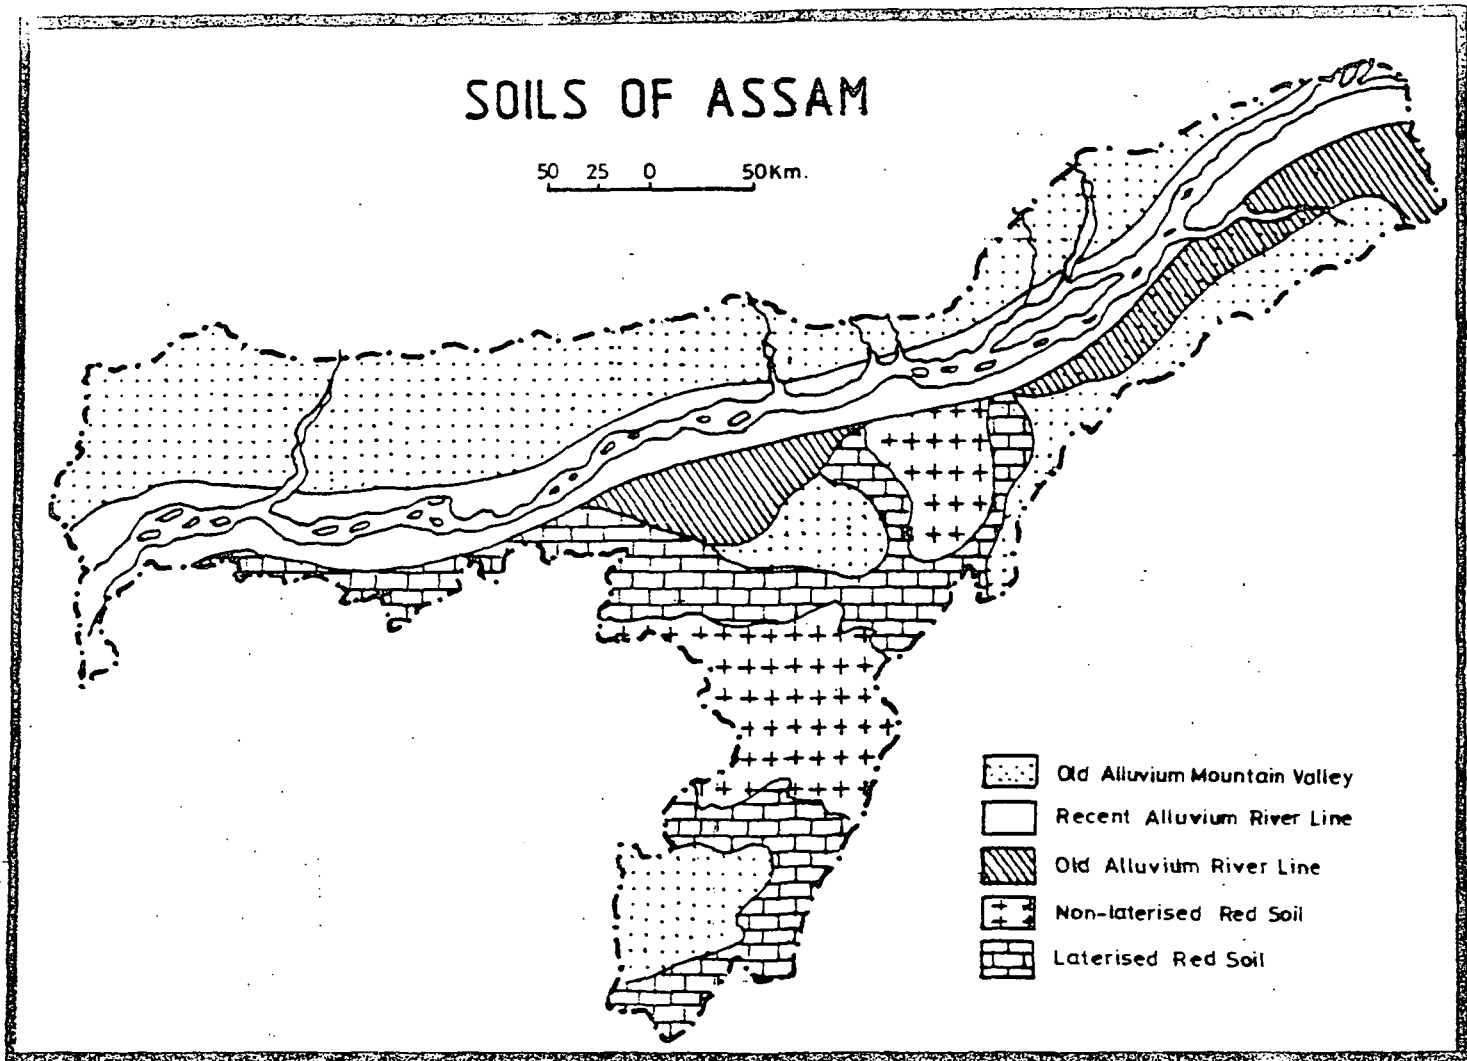 SOILS OF ASSAM
50 25 0 50Km.
Old Alluvium Mountain Valley
Recent Alluvium River Line
Old Alluvium River Line
Non-laterised Red Soil
Laterised Red Soil